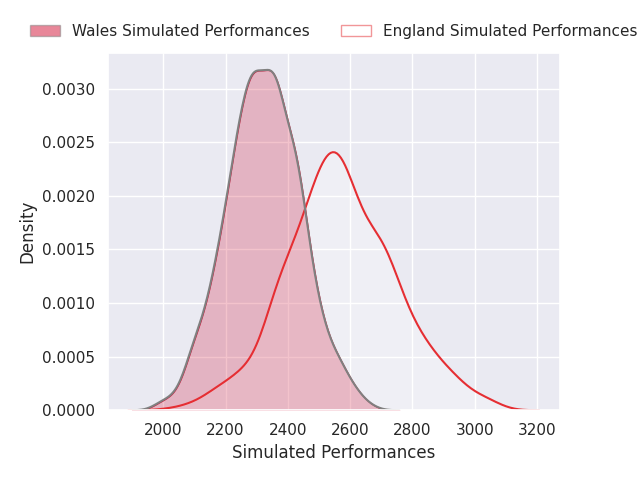 Wales Simulated Performances
England Simulated Performances
0.0030
0.0025
0.0020
0.0015
0.0010
0.0005
0.0000
Density
2000 2200 2400 2600 2800 3000 3200
Simulated Performances